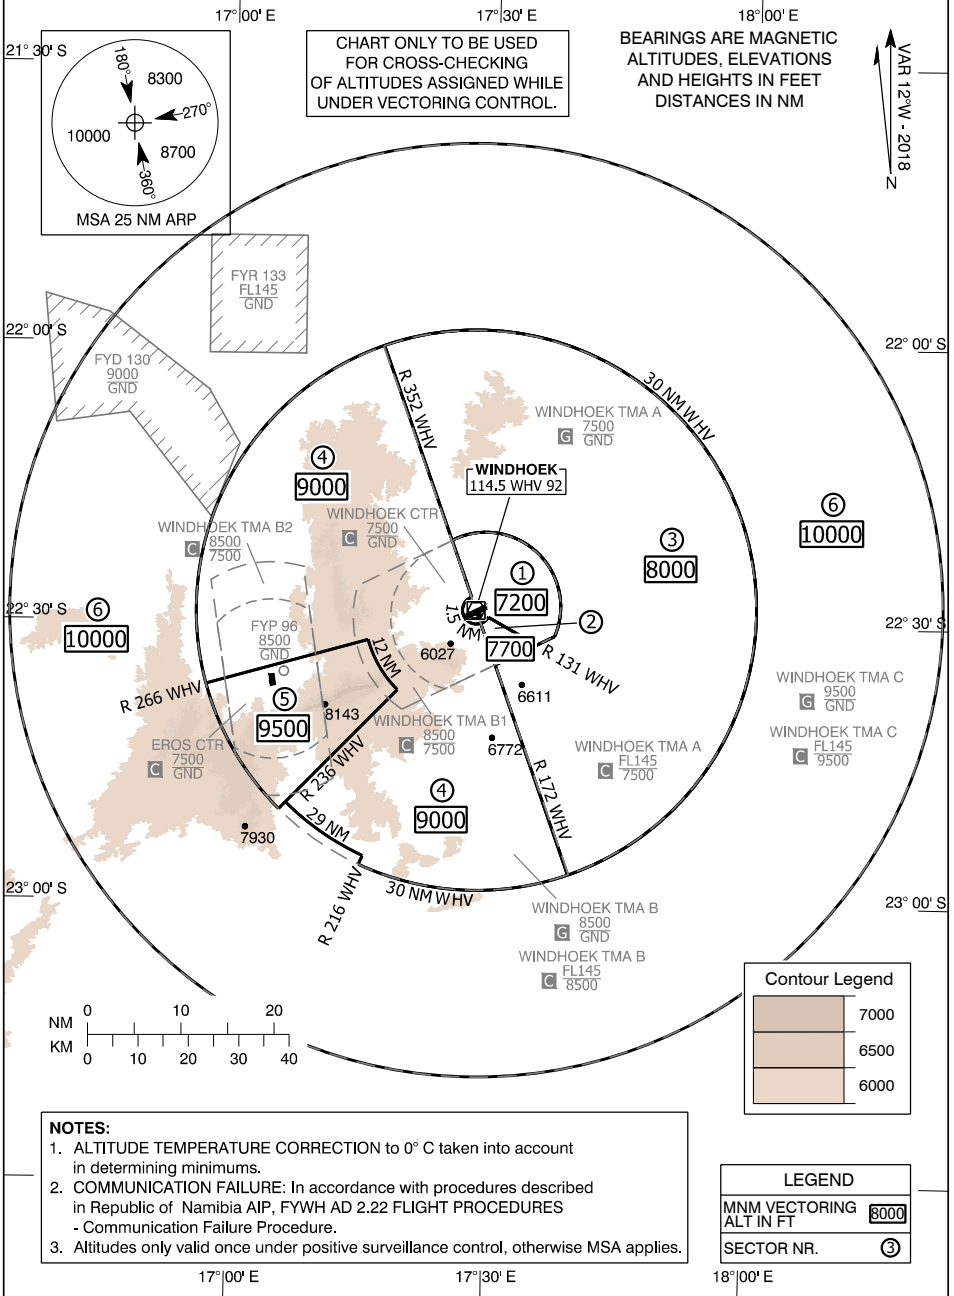 17°00' E
17°30' E
18°00' E
21° 30' S
180°
8300
270°
10000
8700
360°
MSA 25 NM ARP
CHART ONLY TO BE USED
FOR CROSS-CHECKING
OF ALTITUDES ASSIGNED WHILE
UNDER VECTORING CONTROL.
BEARINGS ARE MAGNETIC
ALTITUDES, ELEVATIONS
AND HEIGHTS IN FEET
DISTANCES IN NM
VAR 12°W - 2018
N
FYR 133
FL145
GND
22° 00' S
22° 00' S
FYD 130
9000
GND
R 352 WHV
30 NM WHV
WINDHOEK TMA A
G 7500
GND
4
9000
WINDHOEK
114.5 WHV 92
WINDHOEK TMA B2
C 8500
7500
WINDHOEK CTR
C 7500
GND
6
10000
3
8000
1
7200
6
10000
22° 30' S
22° 30' S
1.5 NM
2
7700
FYP 96
8500
GND
12 NM
6027
R 131 WHV
R 266 WHV
6611
5
9500
8143
WINDHOEK TMA B1
C 8500
7500
6772
WINDHOEK TMA C
G 9500
GND
WINDHOEK TMA C
C FL145
9500
EROS CTR
C 7500
GND
R 236 WHV
WINDHOEK TMA A
C FL145
7500
R 172 WHV
4
9000
29 NM
7930
23° 00' S
23° 00' S
R 216 WHV
30 NM WHV
WINDHOEK TMA B
G 8500
GND
WINDHOEK TMA B
C FL145
8500
NM 0 10 20
KM 0 10 20 30 40
Contour Legend
7000
6500
6000
NOTES:
1. ALTITUDE TEMPERATURE CORRECTION to 0° C taken into account
in determining minimums.
2. COMMUNICATION FAILURE: In accordance with procedures described
in Republic of Namibia AIP, FYWH AD 2.22 FLIGHT PROCEDURES
- Communication Failure Procedure.
3. Altitudes only valid once under positive surveillance control, otherwise MSA applies.
LEGEND
MNM VECTORING
ALT IN FT 8000
SECTOR NR. 3
17°00' E
17°30' E
18°00' E